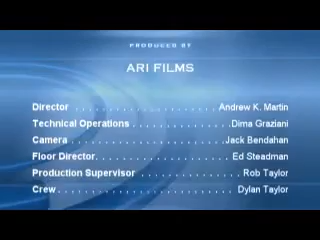 PRODUCED BY
ARI FILMS
Director . . . . . . . . . . . . . . . . . . . . Andrew K. Martin
Technical Operations . . . . . . . . . . . . . . Dima Graziani
Camera . . . . . . . . . . . . . . . . . . . . . . Jack Bendahan
Floor Director. . . . . . . . . . . . . . . . . . . Ed Steadman
Production Supervisor . . . . . . . . . . . . . . . Rob Taylor
Crew. . . . . . . . . . . . . . . . . . . . . . . . Dylan Taylor